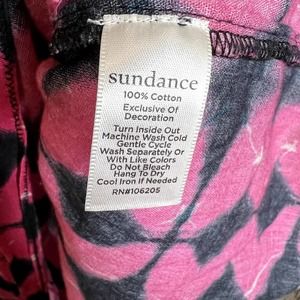 sundance
100% Cotton
Exclusive Of
Decoration
Turn Inside Out
Machine Wash Cold
Gentle Cycle
Wash Separately Or
With Like Colors
Do Not Bleach
Hang To Dry
Cool Iron If Needed
RN#106205